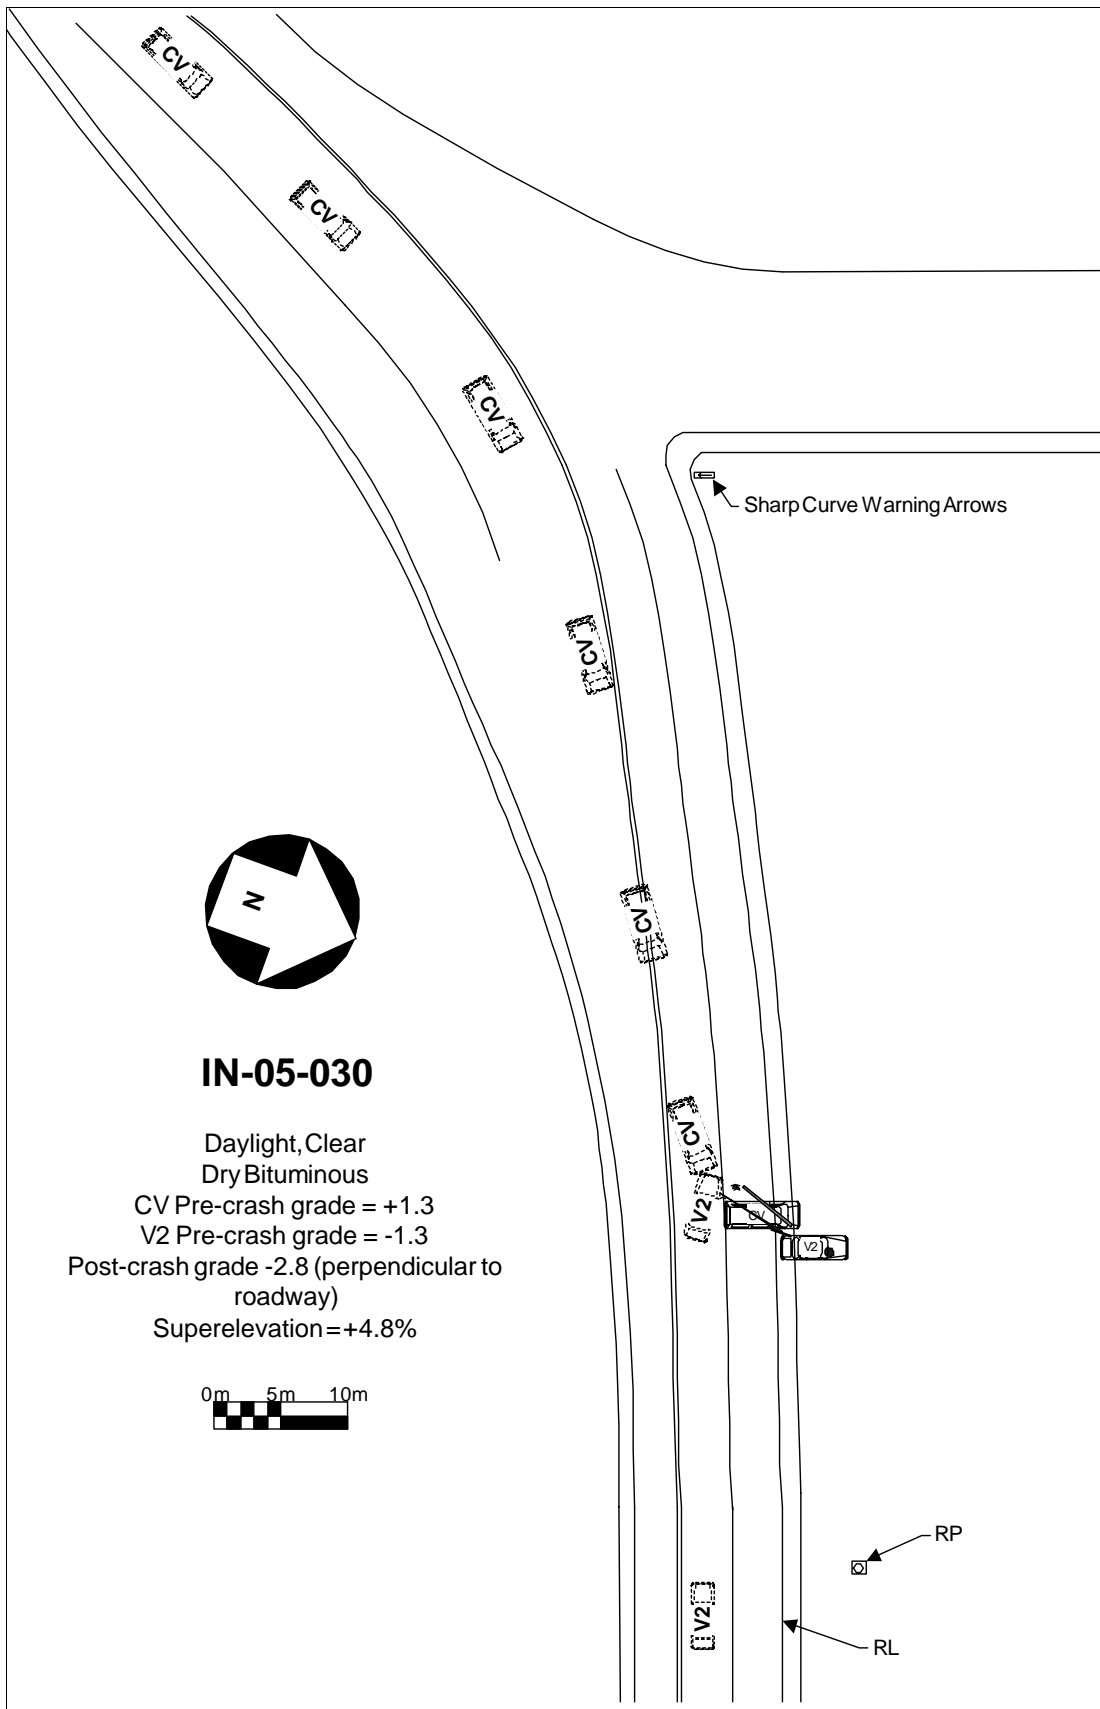 CV
CV
CV
Sharp Curve Warning Arrows
CV
N
CV
IN-05-030
Daylight, Clear
Dry Bituminous
CV Pre-crash grade = +1.3
V2 Pre-crash grade = -1.3
Post-crash grade -2.8 (perpendicular to
roadway)
Superelevation = +4.8%
0m 5m 10m
CV
V2
CV
V2
RP
V2
RL